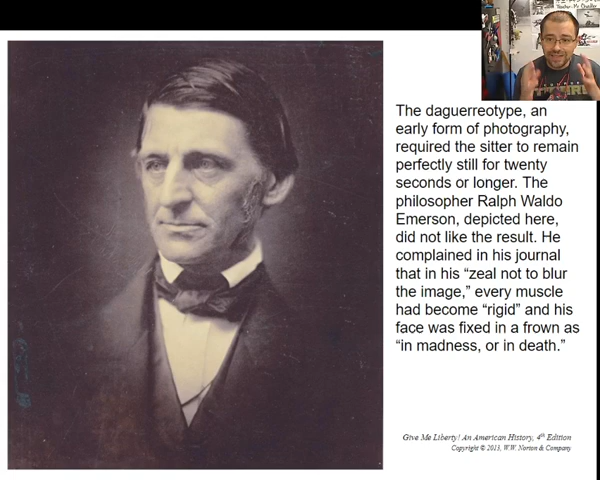 The daguerreotype, an
early form of photography,
required the sitter to remain
perfectly still for twenty
seconds or longer. The
philosopher Ralph Waldo
Emerson, depicted here,
did not like the result. He
complained in his journal
that in his “zeal not to blur
the image,” every muscle
had become “rigid” and his
face was fixed in a frown as
“in madness, or in death.”
Give Me Liberty! An American History, 4th Edition
Copyright © 2013, W.W. Norton & Company